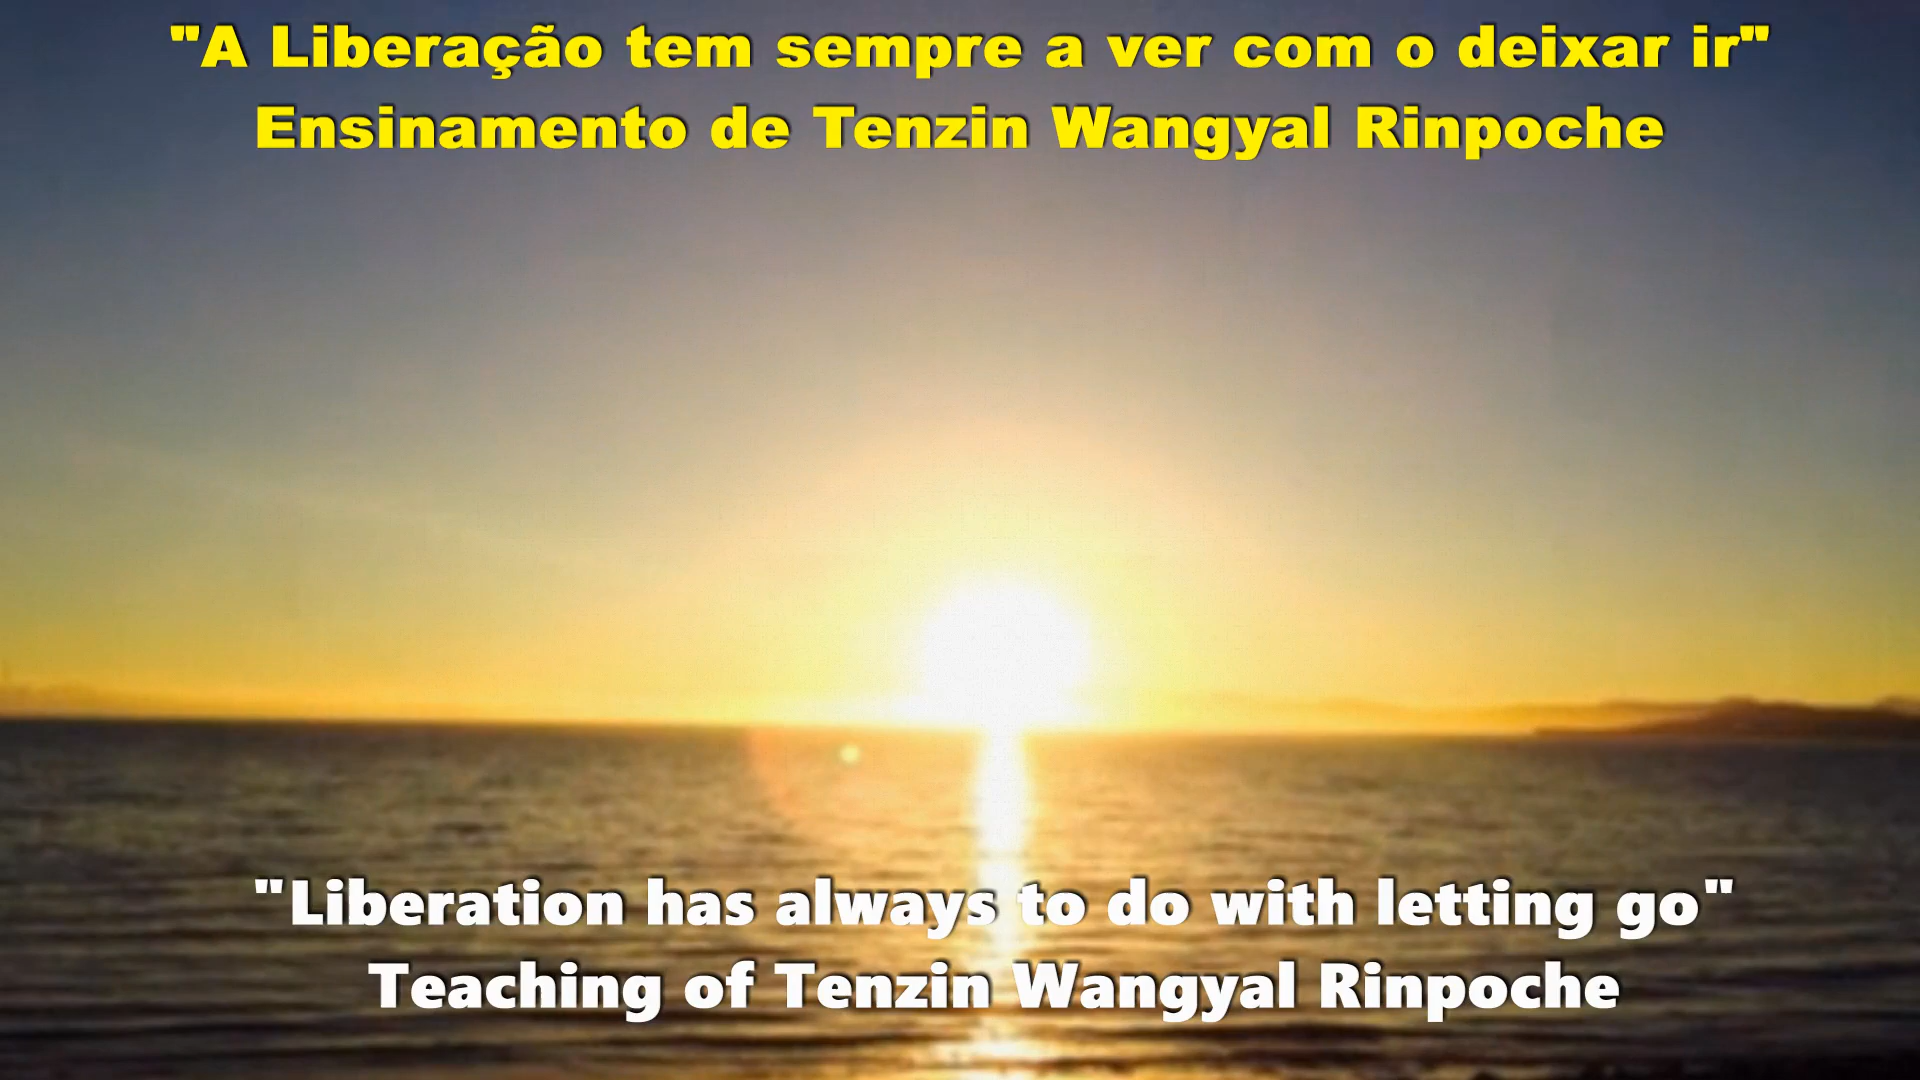 "A Liberação tem sempre a ver com o deixar ir"
Ensinamento de Tenzin Wangyal Rinpoche
"Liberation has always to do with letting go"
Teaching of Tenzin Wangyal Rinpoche